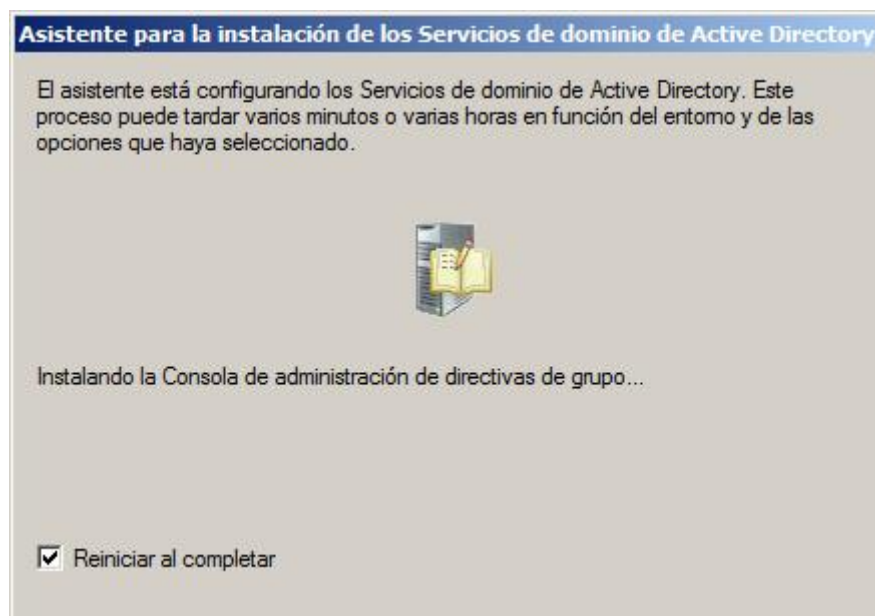 Asistente para la instalación de los Servicios de dominio de Active Directory
El asistente está configurando los Servicios de dominio de Active Directory. Este
proceso puede tardar varios minutos o varias horas en función del entorno y de las
opciones que haya seleccionado.
Instalando la Consola de administración de directivas de grupo...
Reiniciar al completar